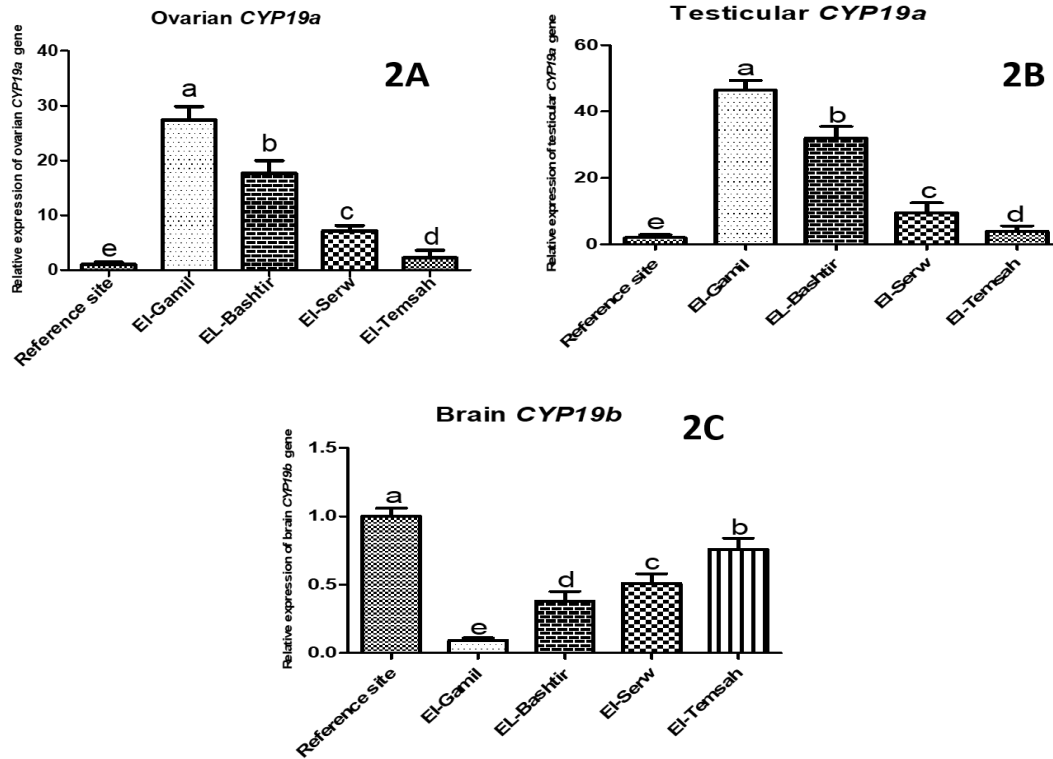 Ovarian CYP19a
2A
Relative expression of ovarian CYP19a gene
40
30
20
10
0
e
a
b
c
d
Reference site
El-Gamil
EL-Bashtir
El-Serw
El-Temsah
Testicular CYP19a
2B
Relative expression of testicular CYP19a gene
60
40
20
0
e
a
b
c
d
Reference site
El-Gamil
EL-Bashtir
El-Serw
El-Temsah
Brain CYP19b
2C
Relative expression of brain CYP19b gene
1.5
1.0
0.5
0.0
a
e
d
c
b
Reference site
El-Gamil
EL-Bashtir
El-Serw
El-Temsah